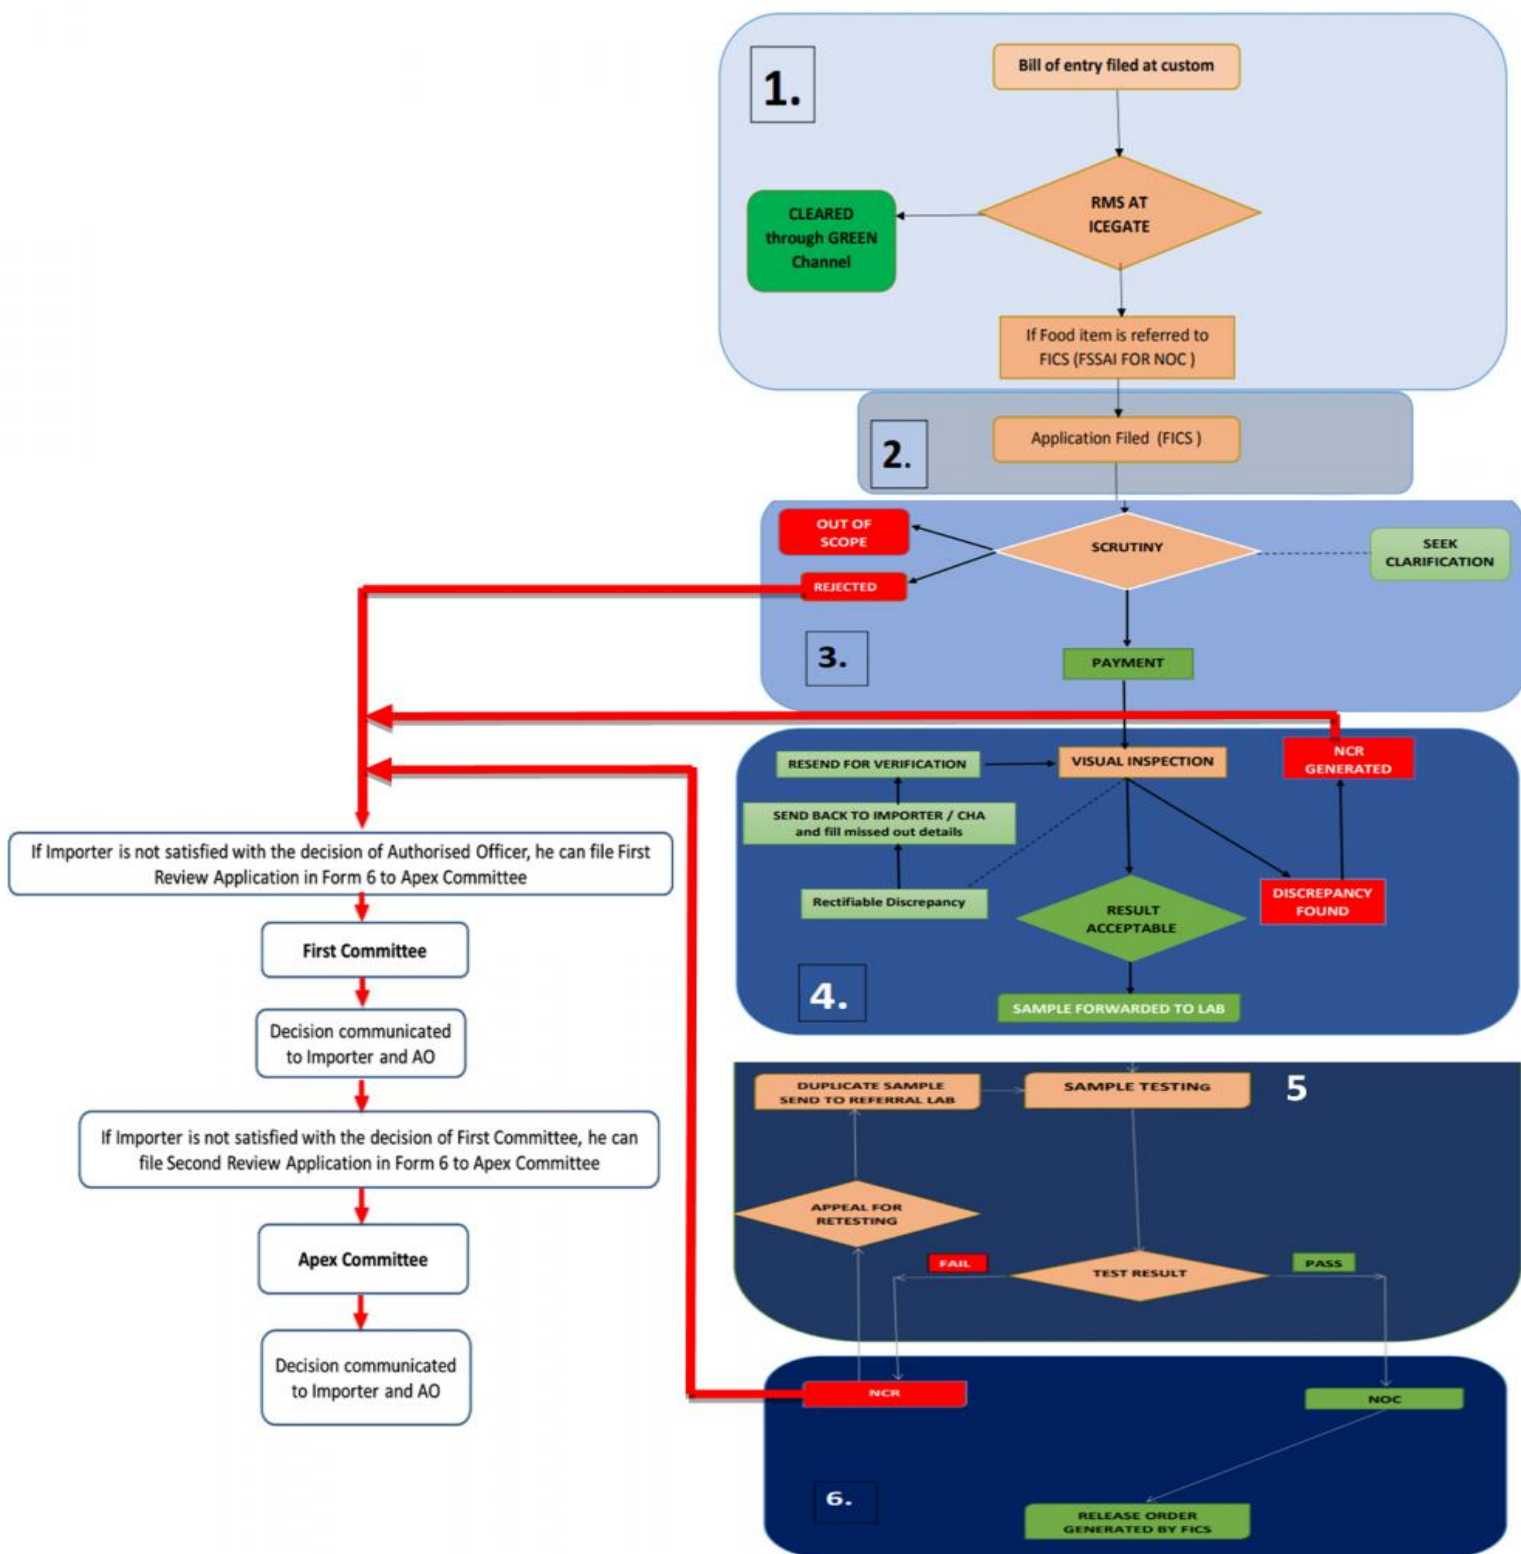 1.
Bill of entry filed at custom
RMS AT
ICEGATE
CLEARED
through GREEN
Channel
If Food item is referred to
FICS (FSSAI FOR NOC )
2.
Application Filed (FICS )
OUT OF
SCOPE
SCRUTINY
SEEK
CLARIFICATION
REJECTED
3.
PAYMENT
RESEND FOR VERIFICATION
VISUAL INSPECTION
NCR
GENERATED
SEND BACK TO IMPORTER / CHA
and fill missed out details
Rectifiable Discrepancy
RESULT
ACCEPTABLE
DISCREPANCY
FOUND
4.
SAMPLE FORWARDED TO LAB
DUPLICATE SAMPLE
SEND TO REFERRAL LAB
SAMPLE TESTING
5
APPEAL FOR
RETESTING
FAIL
TEST RESULT
PASS
NCR
NOC
6.
RELEASE ORDER
GENERATED BY FICS
If Importer is not satisfied with the decision of Authorised Officer, he can file First
Review Application in Form 6 to Apex Committee
First Committee
Decision communicated
to Importer and AO
If Importer is not satisfied with the decision of First Committee, he can
file Second Review Application in Form 6 to Apex Committee
Apex Committee
Decision communicated
to Importer and AO